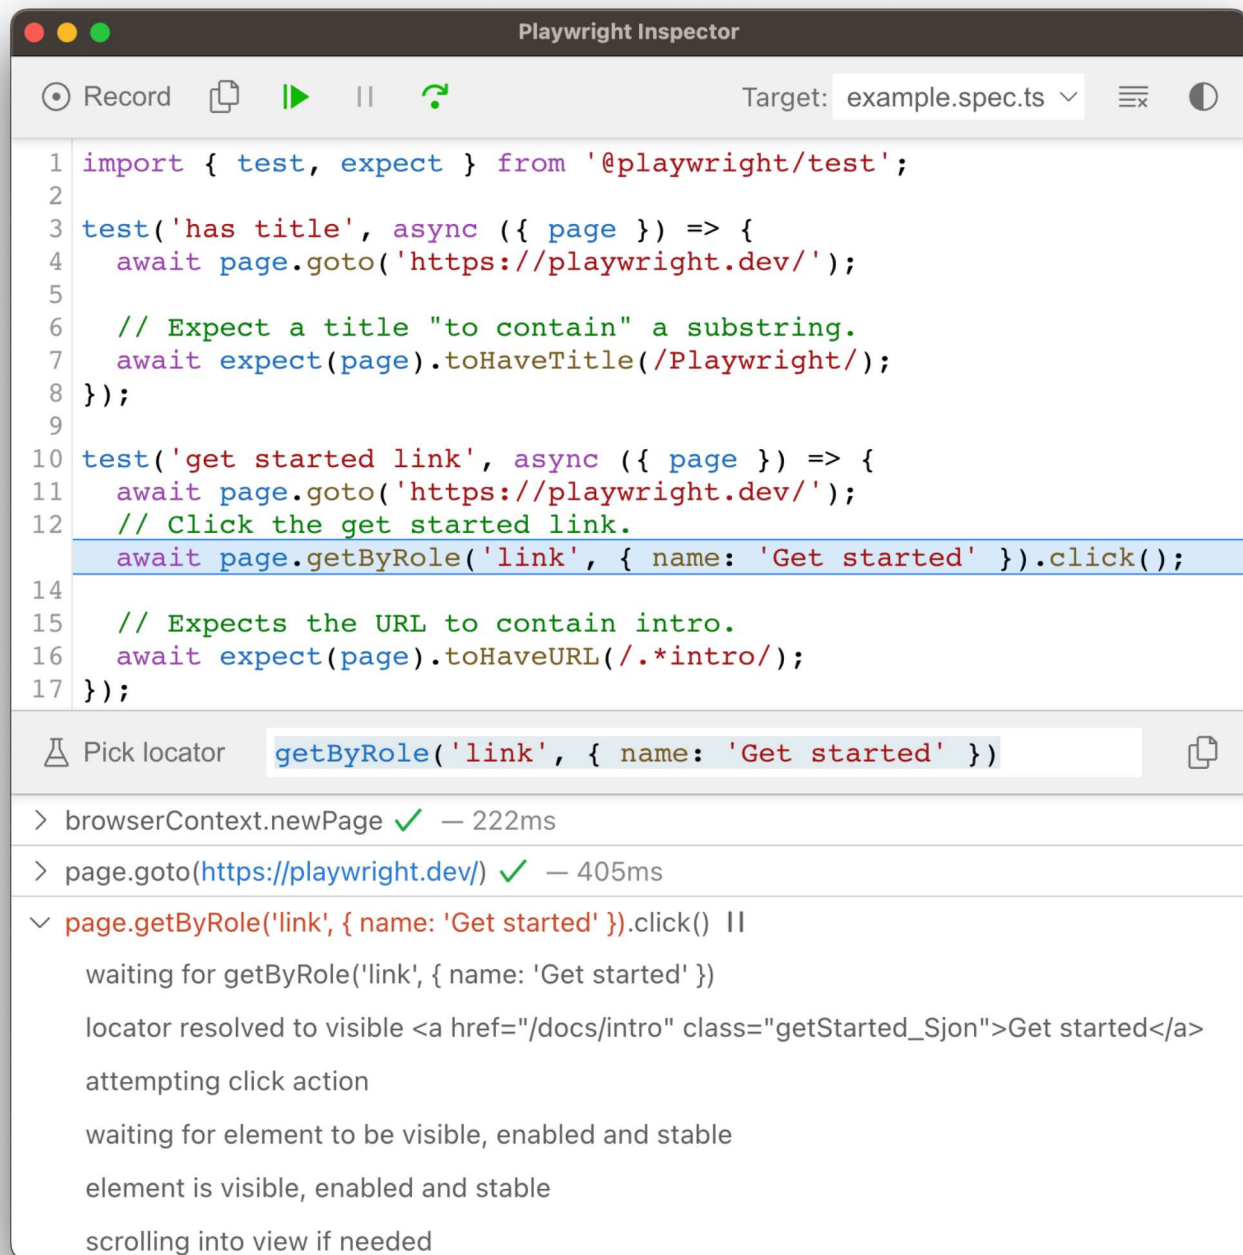 Playwright Inspector
Record
Target: example.spec.ts
1 import { test, expect } from '@playwright/test';
2
3 test('has title', async ({ page }) => {
4   await page.goto('https://playwright.dev/');
5
6   // Expect a title "to contain" a substring.
7   await expect(page).toHaveTitle(/Playwright/);
8 });
9
10 test('get started link', async ({ page }) => {
11   await page.goto('https://playwright.dev/');
12   // Click the get started link.
  await page.getByRole('link', { name: 'Get started' }).click();
14
15   // Expects the URL to contain intro.
16   await expect(page).toHaveURL(/.*intro/);
17 });
Pick locator getByRole('link', { name: 'Get started' })
browserContext.newPage ✓ — 222ms
page.goto(https://playwright.dev/) ✓ — 405ms
page.getByRole('link', { name: 'Get started' }).click()
waiting for getByRole('link', { name: 'Get started' })
locator resolved to visible <a href="/docs/intro" class="getStarted_Sjon">Get started</a>
attempting click action
waiting for element to be visible, enabled and stable
element is visible, enabled and stable
scrolling into view if needed